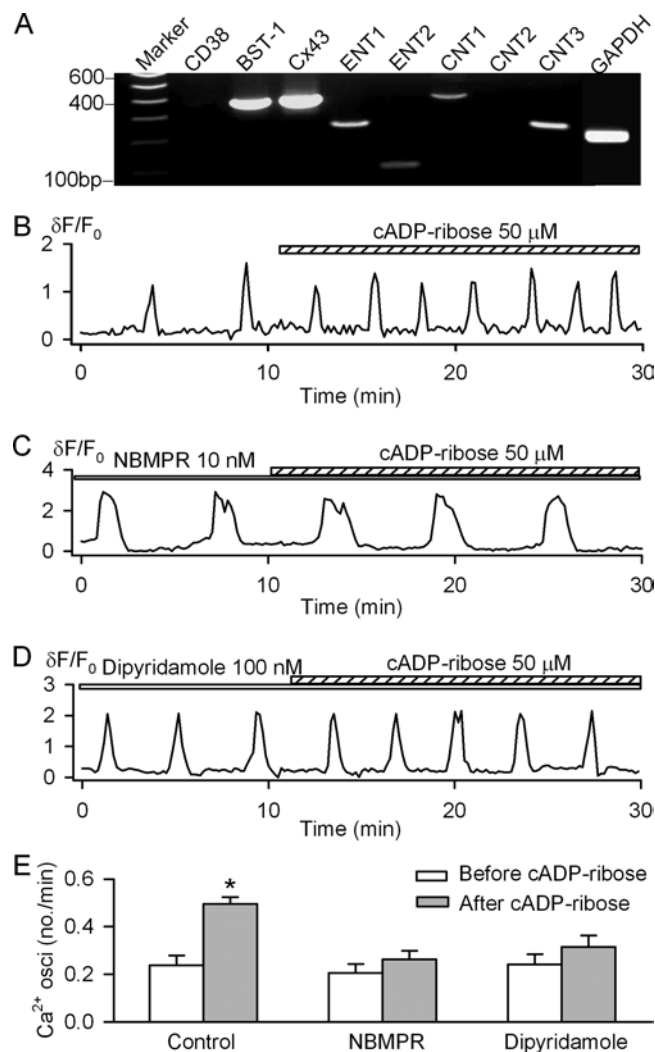 A
Marker CD38 BST-1 Cx43 ENT1 ENT2 CNT1 CNT2 CNT3 GAPDH
600
400
100bp
B
δF/F0
cADP-ribose 50 μM
2
1
0
0 10 20 30
Time (min)
C
δF/F0
NBMPR 10 nM cADP-ribose 50 μM
4
2
0
0 10 20 30
Time (min)
D
δF/F0
Dipyridamole 100 nM cADP-ribose 50 μM
3
2
1
0
0 10 20 30
Time (min)
E
Ca2+ osci (no./min)
0.6
0.4
0.2
0.0
*
Before cADP-ribose
After cADP-ribose
Control NBMPR Dipyridamole